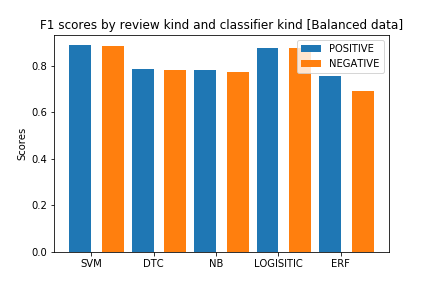 F1 scores by review kind and classifier kind [Balanced data]
POSITIVE
NEGATIVE
Scores
0.8
0.6
0.4
0.2
0.0
SVM DTC NB LOGISITIC ERF